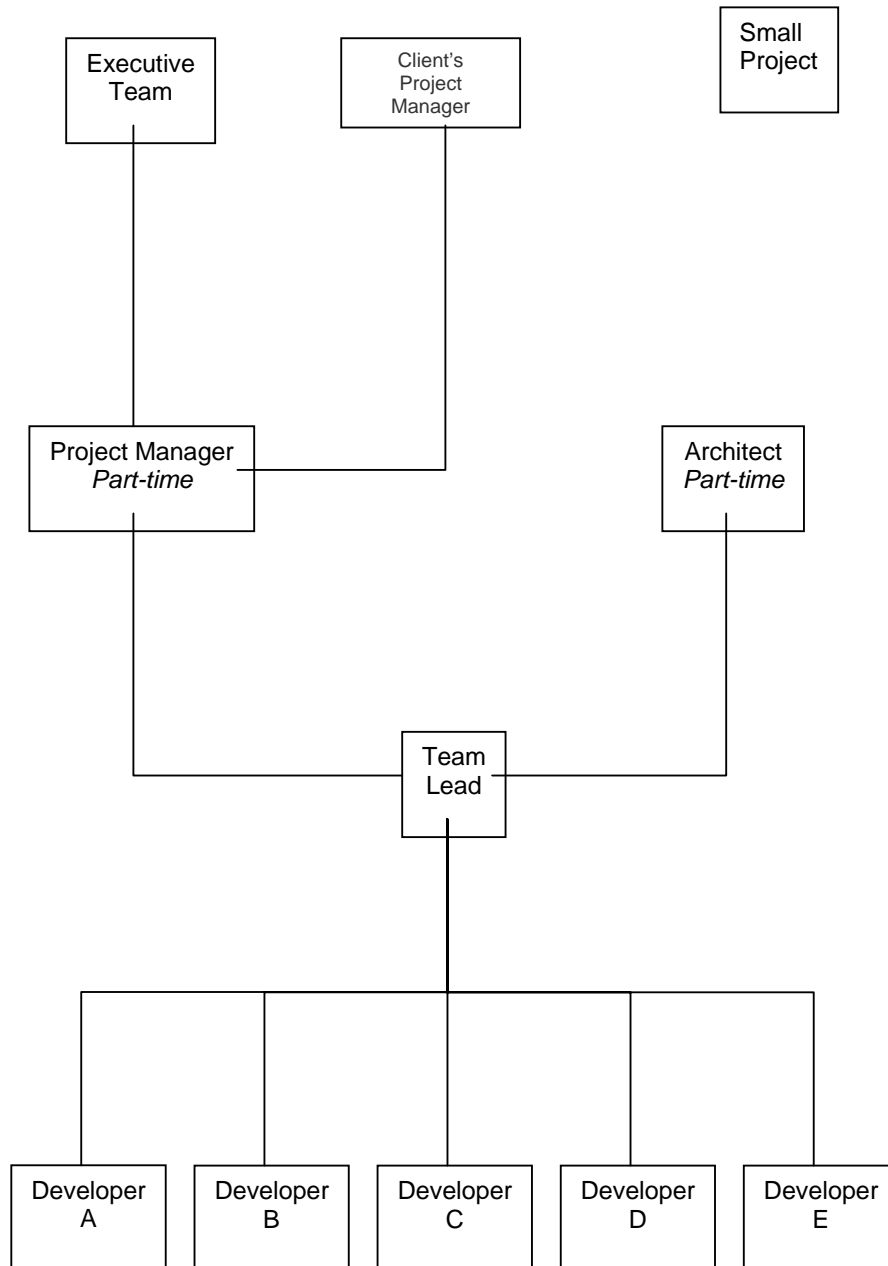 Executive
Team
Client's
Project
Manager
Small
Project
Project Manager
Part-time
Architect
Part-time
Team
Lead
Developer
A
Developer
B
Developer
C
Developer
D
Developer
E